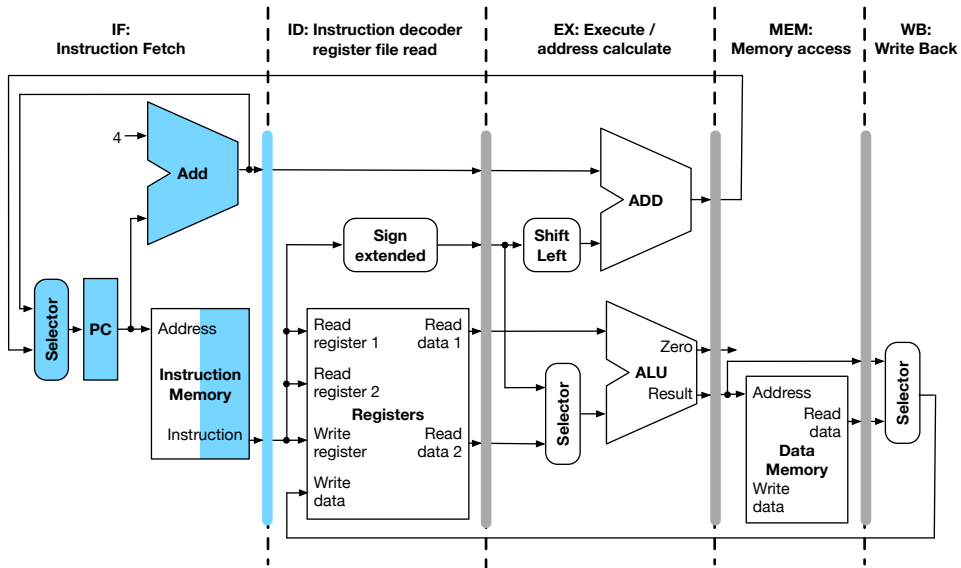 IF:
Instruction Fetch
ID: Instruction decoder
register file read
EX: Execute /
address calculate
MEM:
Memory access
WB:
Write Back
4
Add
ADD
Sign
extended
Shift
Left
Selector
PC
Address
Instruction
Memory
Instruction
Read
register 1
Read
data 1
Read
register 2
Registers
Write
register
Read
data 2
Write
data
Selector
Zero
ALU
Result
Address
Read
data
Data
Memory
Write
data
Selector